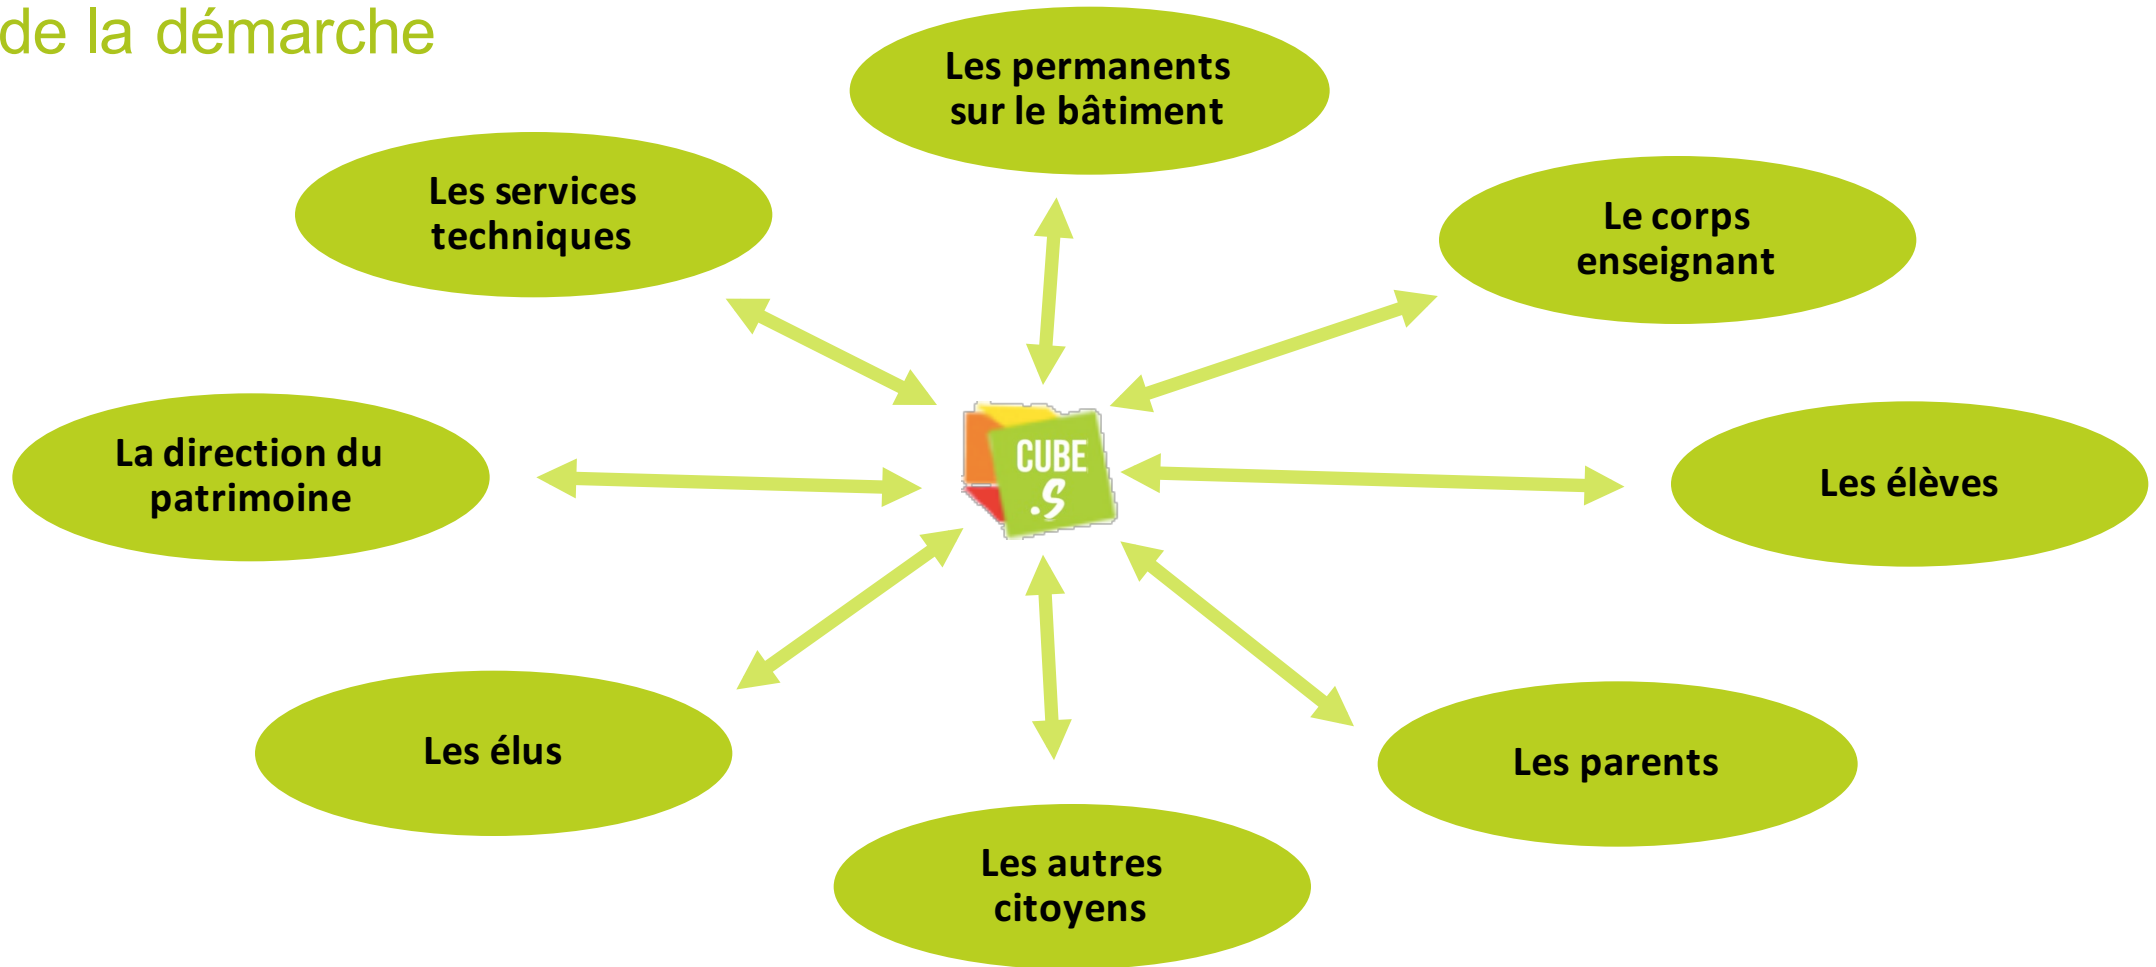 de la démarche
Les permanents
sur le bâtiment
Les services
techniques
Le corps
enseignant
La direction du
patrimoine
CUBE
.S
Les élèves
Les élus
Les parents
Les autres
citoyens